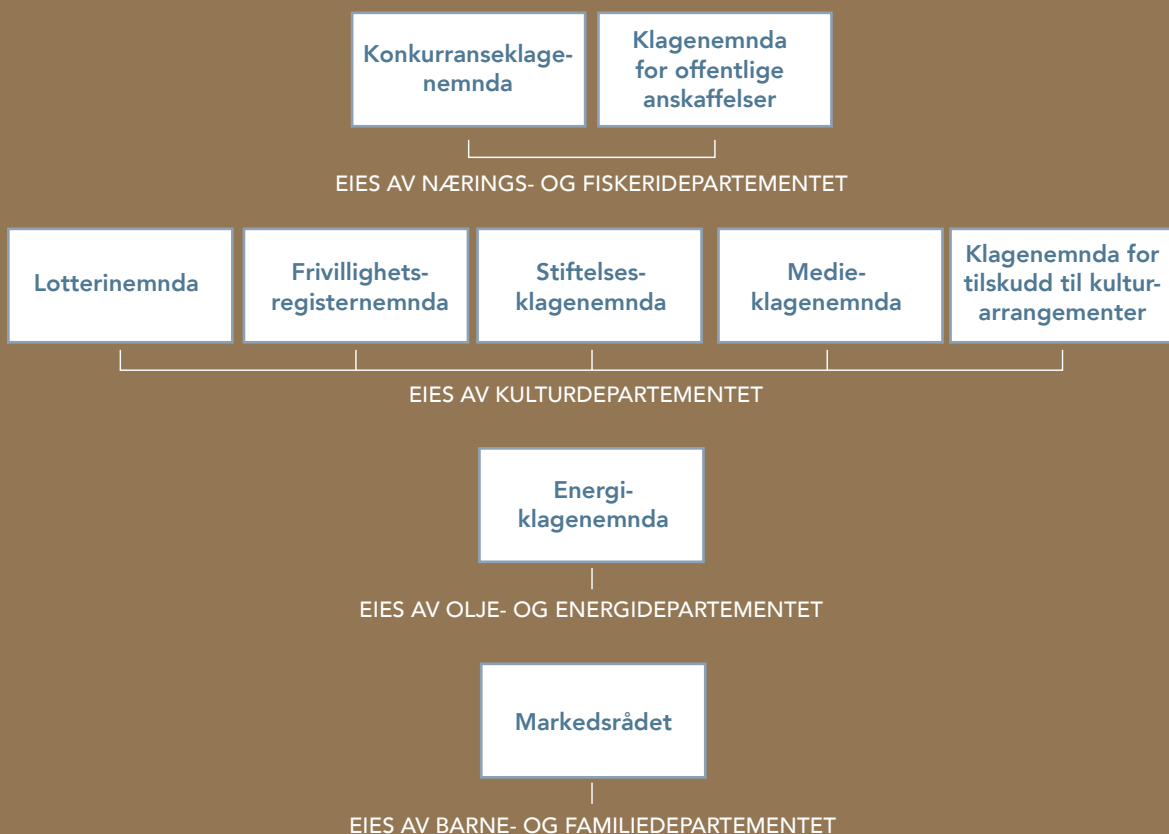 Konkurranseklage-
nemnda
Klagenemnda
for offentlige
anskaffelser
EIES AV NÆRINGS- OG FISKERIDEPARTEMENTET
Lotterinemnda
Frivillighets-
registernemnda
Stiftelses-
klagenemnda
Medie-
klagenemnda
Klagenemnda for
tilskudd til kultur-
arrangementer
EIES AV KULTURDEPARTEMENTET
Energi-
klagenemnda
EIES AV OLJE- OG ENERGIDEPARTEMENTET
Markedsrådet
EIES AV BARNE- OG FAMILIEDEPARTEMENTET